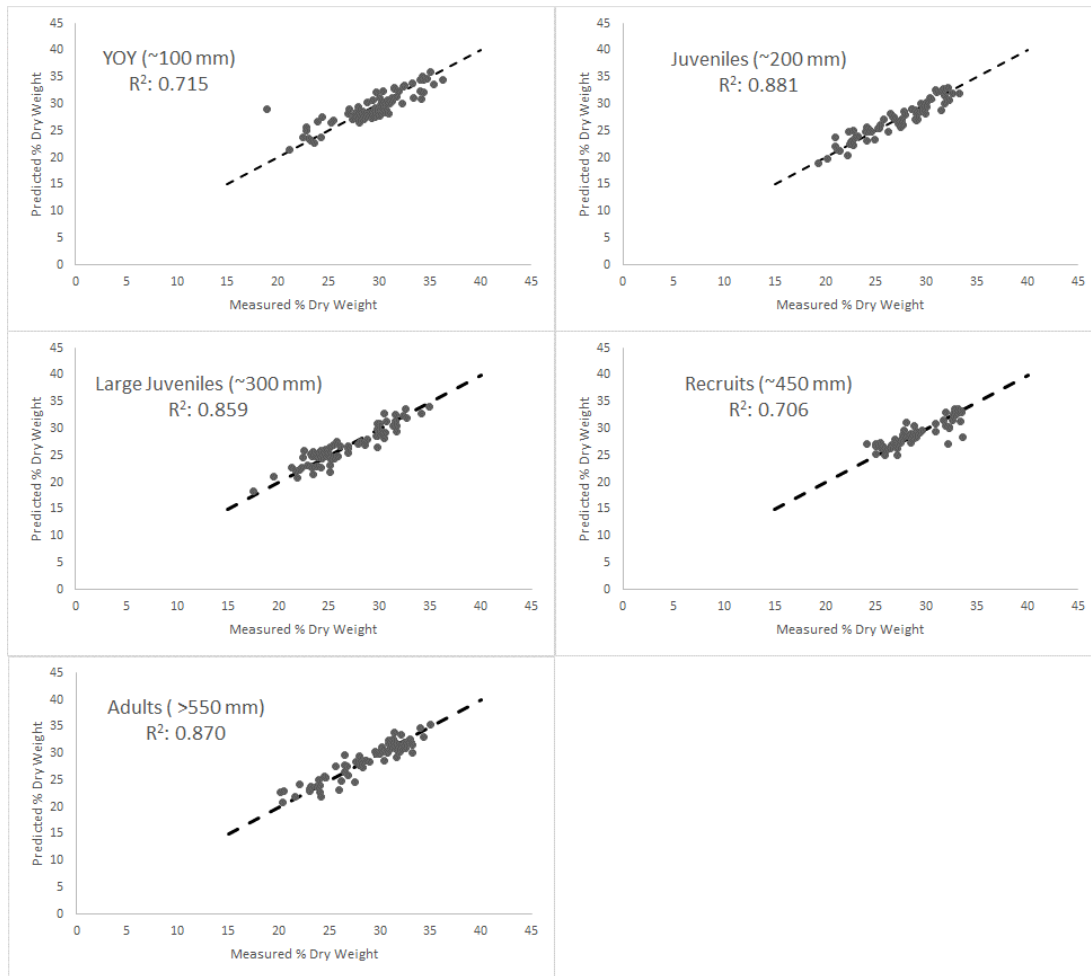 YOY (~100 mm)
R²: 0.715
45
40
35
30
25
20
15
10
5
0
Predicted % Dry Weight
0 5 10 15 20 25 30 35 40 45
Measured % Dry Weight
Juveniles (~200 mm)
R²: 0.881
45
40
35
30
25
20
15
10
5
0
Predicted % Dry Weight
0 5 10 15 20 25 30 35 40 45
Measured % Dry Weight
Large Juveniles (~300 mm)
R²: 0.859
45
40
35
30
25
20
15
10
5
0
Predicted % Dry Weight
0 5 10 15 20 25 30 35 40 45
Measured % Dry Weight
Recruits (~450 mm)
R²: 0.706
45
40
35
30
25
20
15
10
5
0
Predicted % Dry Weight
0 5 10 15 20 25 30 35 40 45
Measured % Dry Weight
Adults ( >550 mm)
R²: 0.870
45
40
35
30
25
20
15
10
5
0
Predicted % Dry Weight
0 5 10 15 20 25 30 35 40 45
Measured % Dry Weight